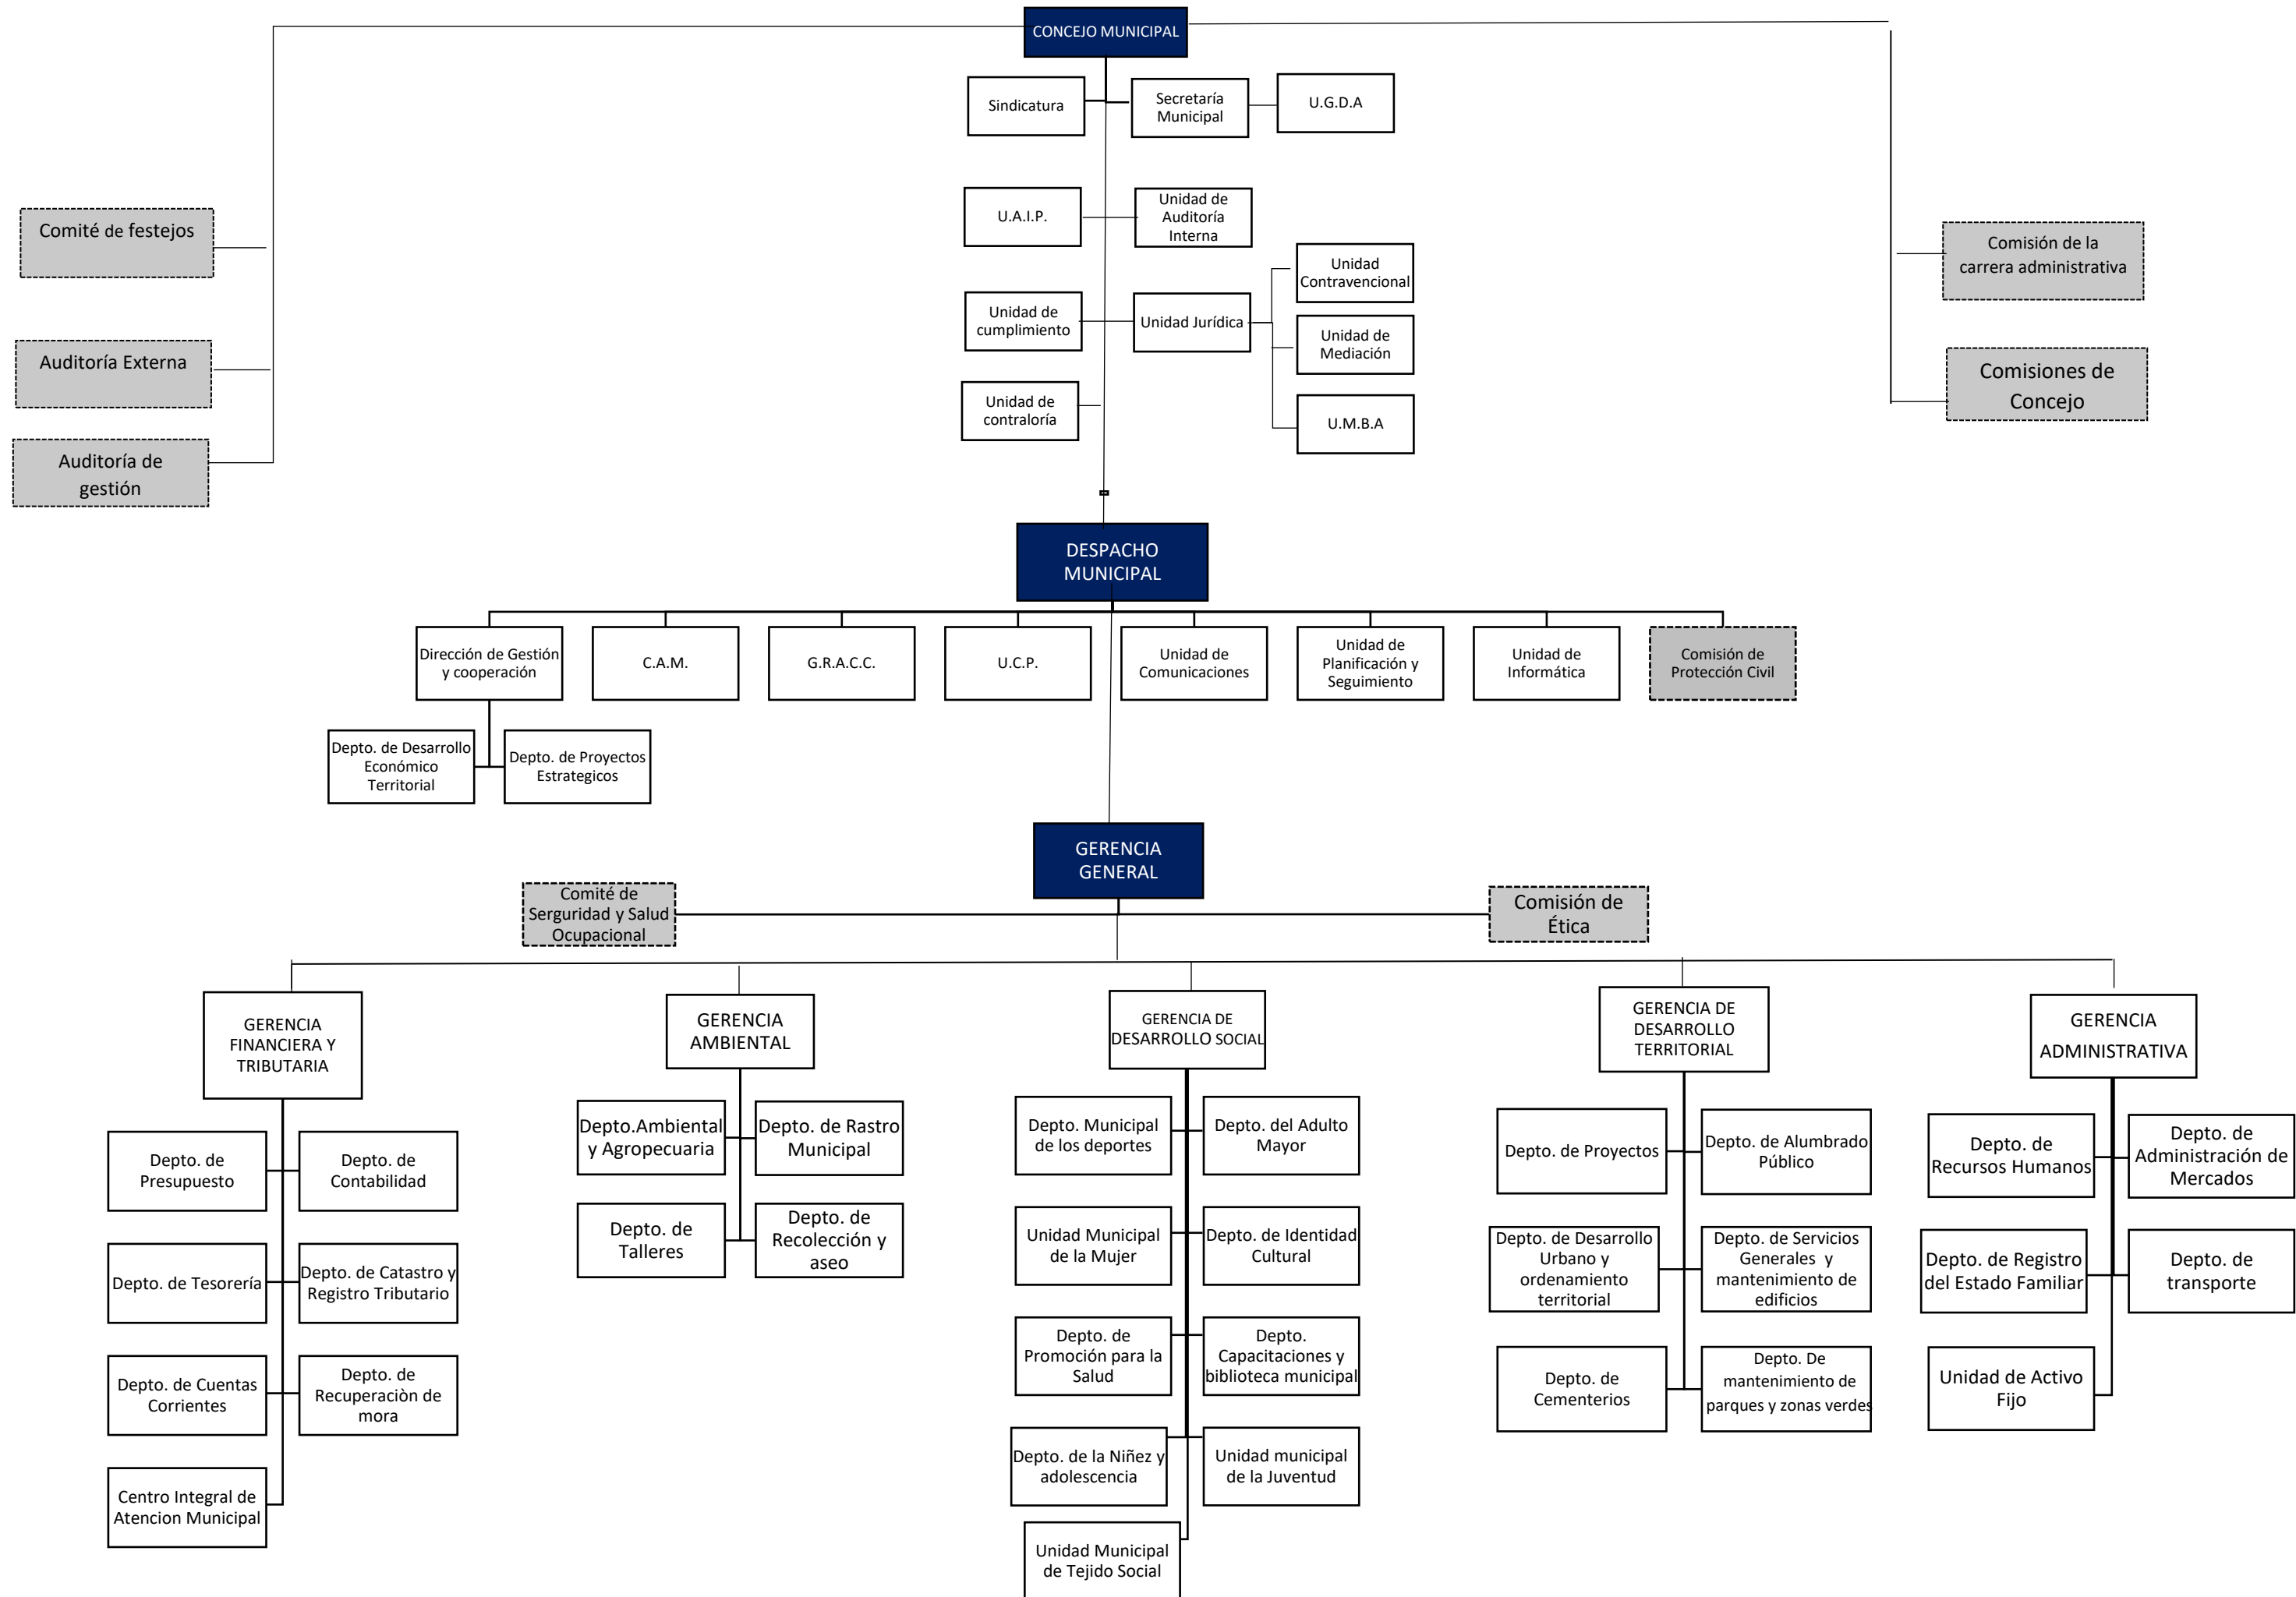 CONCEJO MUNICIPAL
Sindicatura
Secretaría
Municipal
U.G.D.A
U.A.I.P.
Unidad de
Auditoría
Interna
Comité de festejos
Comisión de la
carrera administrativa
Unidad
Contravencional
Unidad de
cumplimiento
Unidad Jurídica
Unidad de
Mediación
Auditoría Externa
Comisiones de
Concejo
Unidad de
contraloría
U.M.B.A
Auditoría de
gestión
DESPACHO
MUNICIPAL
Dirección de Gestión
y cooperación
C.A.M.
G.R.A.C.C.
U.C.P.
Unidad de
Comunicaciones
Unidad de
Planificación y
Seguimiento
Unidad de
Informática
Comisión de
Protección Civil
Depto. de Desarrollo
Económico
Territorial
Depto. de Proyectos
Estrategicos
GERENCIA
GENERAL
Comité de
Serguridad y Salud
Ocupacional
Comisión de
Ética
GERENCIA
FINANCIERA Y
TRIBUTARIA
GERENCIA
AMBIENTAL
GERENCIA DE
DESARROLLO SOCIAL
GERENCIA DE
DESARROLLO
TERRITORIAL
GERENCIA
ADMINISTRATIVA
Depto. de
Presupuesto
Depto. de
Contabilidad
Depto. de Tesorería
Depto. de Catastro y
Registro Tributario
Depto. de Cuentas
Corrientes
Depto. de
Recuperaciòn de
mora
Centro Integral de
Atencion Municipal
Depto.Ambiental
y Agropecuaria
Depto. de Rastro
Municipal
Depto. de
Talleres
Depto. de
Recolección y
aseo
Depto. Municipal
de los deportes
Depto. del Adulto
Mayor
Unidad Municipal
de la Mujer
Depto. de Identidad
Cultural
Depto. de
Promoción para la
Salud
Depto.
Capacitaciones y
biblioteca municipal
Depto. de la Niñez y
adolescencia
Unidad municipal
de la Juventud
Unidad Municipal
de Tejido Social
Depto. de Proyectos
Depto. de Alumbrado
Público
Depto. de Desarrollo
Urbano y
ordenamiento
territorial
Depto. de Servicios
Generales y
mantenimiento de
edificios
Depto. de
Cementerios
Depto. De
mantenimiento de
parques y zonas verdes
Depto. de
Recursos Humanos
Depto. de
Administración de
Mercados
Depto. de Registro
del Estado Familiar
Depto. de
transporte
Unidad de Activo
Fijo